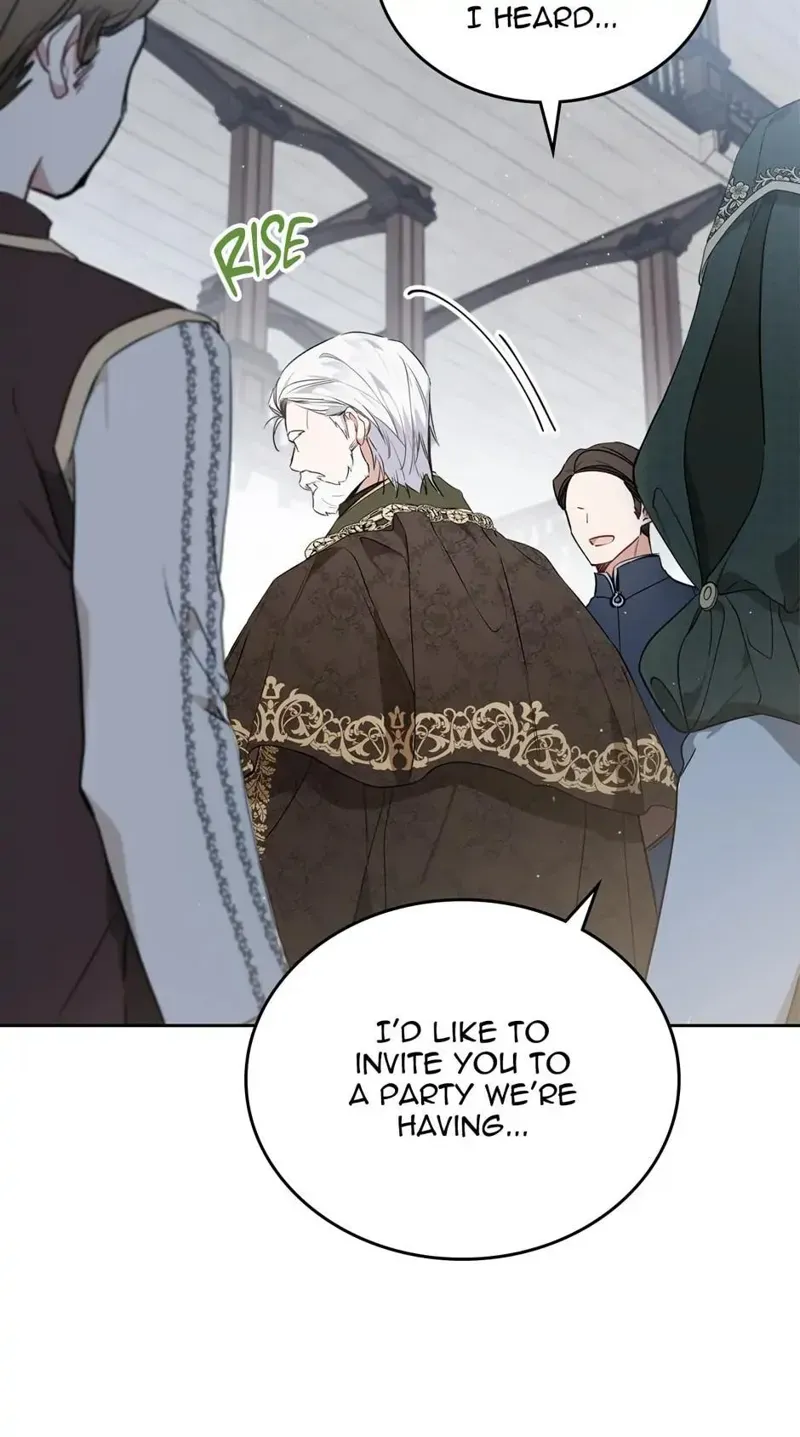 I HEARD...
RISE
I'D LIKE TO
INVITE YOU TO
A PARTY WE'RE
HAVING...